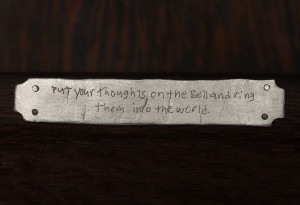 Put your thoughts on the Bell and ring
them into the world.